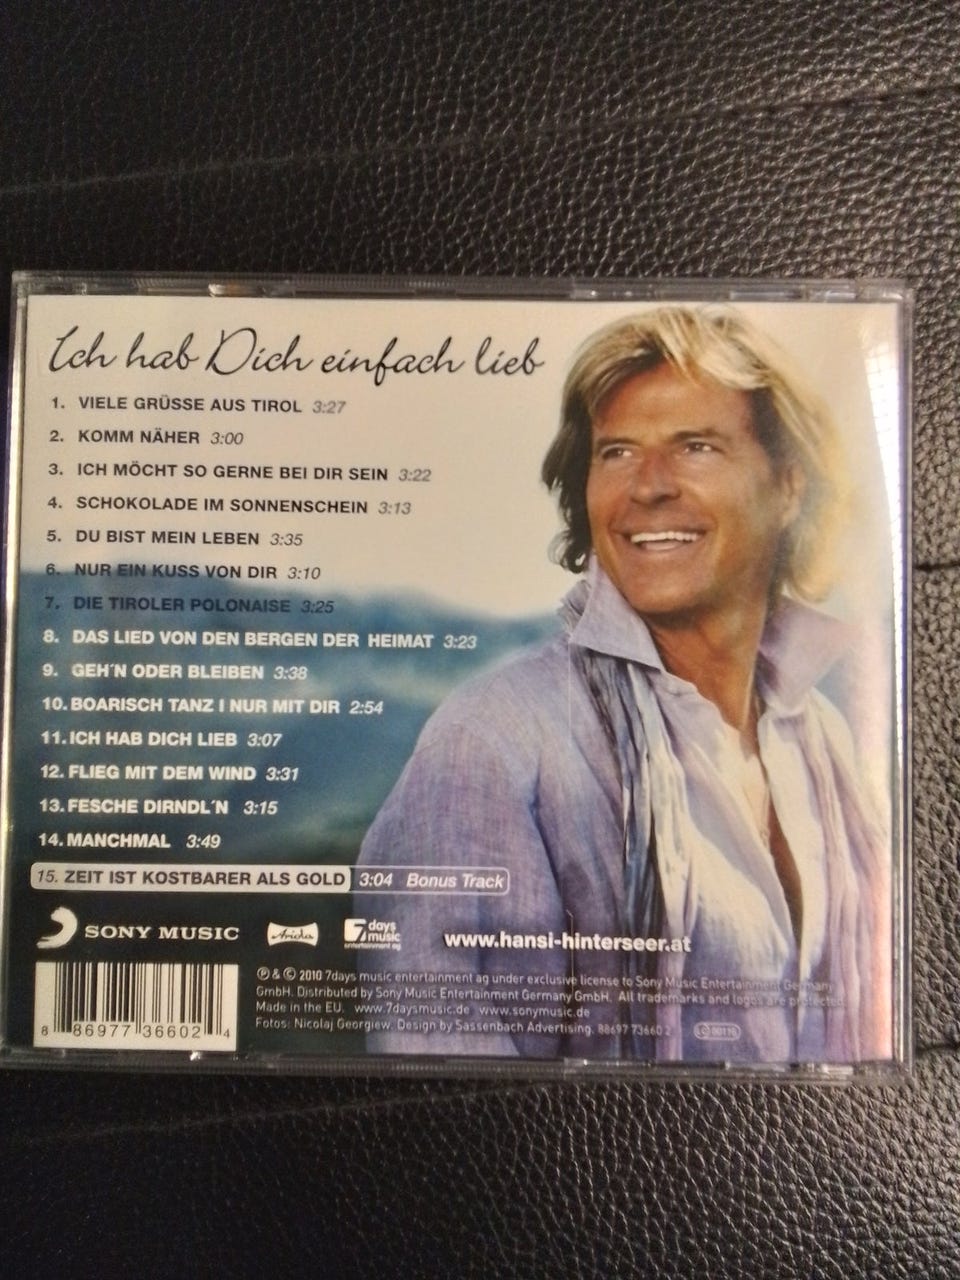 Ich hab Dich einfach lieb
1. VIELE GRÜSSE AUS TIROL 3:27
2. KOMM NÄHER 3:00
3. ICH MÖCHT SO GERNE BEI DIR SEIN 3:22
4. SCHOKOLADE IM SONNENSCHEIN 3:13
5. DU BIST MEIN LEBEN 3:35
6. NUR EIN KUSS VON DIR 3:10
7. DIE TIROLER POLONAISE 3:25
8. DAS LIED VON DEN BERGEN DER HEIMAT 3:23
9. GEH´N ODER BLEIBEN 3:38
10. BOARISCH TANZ I NUR MIT DIR 2:54
11. ICH HAB DICH LIEB 3:07
12. FLIEG MIT DEM WIND 3:31
13. FESCHE DIRNDL´N 3:15
14. MANCHMAL 3:49
15. ZEIT IST KOSTBARER ALS GOLD 3:04 Bonus Track
SONY MUSIC Ariola 7 days music entertainment ag www.hansi-hinterseer.at
℗ & © 2010 7days music entertainment ag under exclusive license to Sony Music Entertainment Germany
GmbH. Distributed by Sony Music Entertainment Germany GmbH. All trademarks and logos are protected.
Made in the EU. www.7daysmusic.de www.sonymusic.de
Fotos: Nicolaj Georgiew. Design by Sassenbach Advertising. 88697 73660 2 LC 00116
8 86977 36602 4